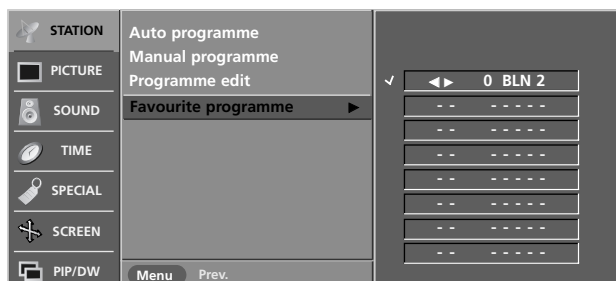 STATION
PICTURE
SOUND
TIME
SPECIAL
SCREEN
PIP/DW
Auto programme
Manual programme
Programme edit
Favourite programme ►
Menu Prev.
✓ ◄► 0 BLN 2
- - - - - - -
- - - - - - -
- - - - - - -
- - - - - - -
- - - - - - -
- - - - - - -
- - - - - - -